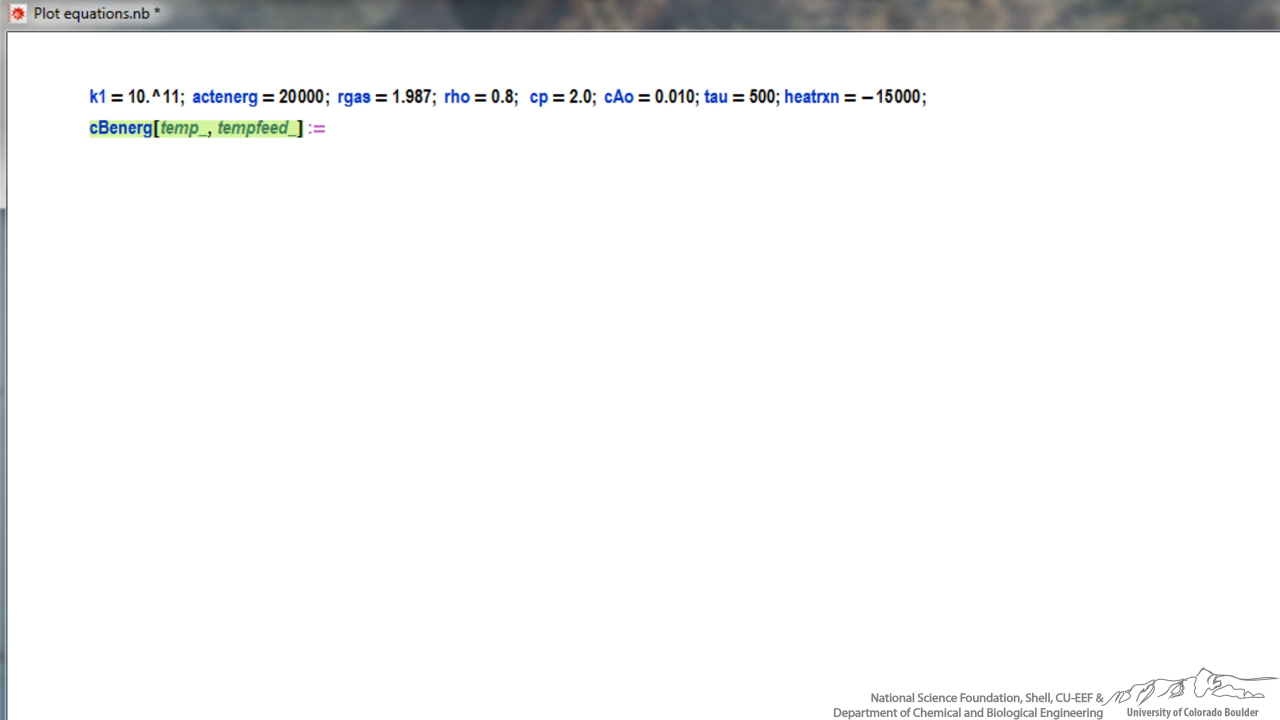 Plot equations.nb *
k1 = 10.^11; actenerg = 20000; rgas = 1.987; rho = 0.8; cp = 2.0; cAo = 0.010; tau = 500; heatrxn = -15000;
cBenerg[temp_, tempfeed_] :=
National Science Foundation, Shell, CU-EEF &
Department of Chemical and Biological Engineering
University of Colorado Boulder